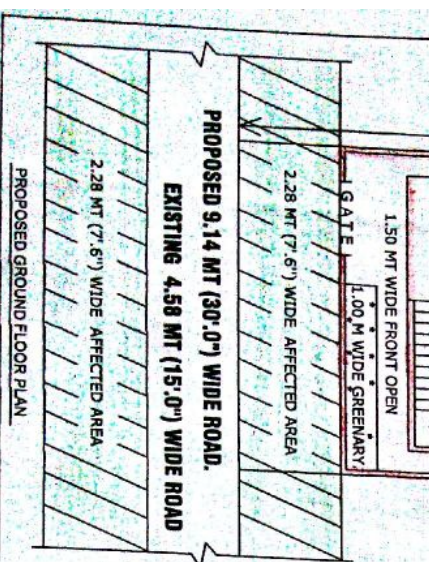 1.50 MT WIDE FRONT OPEN
1.00 M WIDE GREENARY.
GATE
2.28 MT (7'.6") WIDE AFFECTED AREA
PROPOSED 9.14 MT (30'.0") WIDE ROAD.
EXISTING 4.58 MT (15'.0") WIDE ROAD
2.28 MT (7'.6") WIDE AFFECTED AREA
PROPOSED GROUND FLOOR PLAN